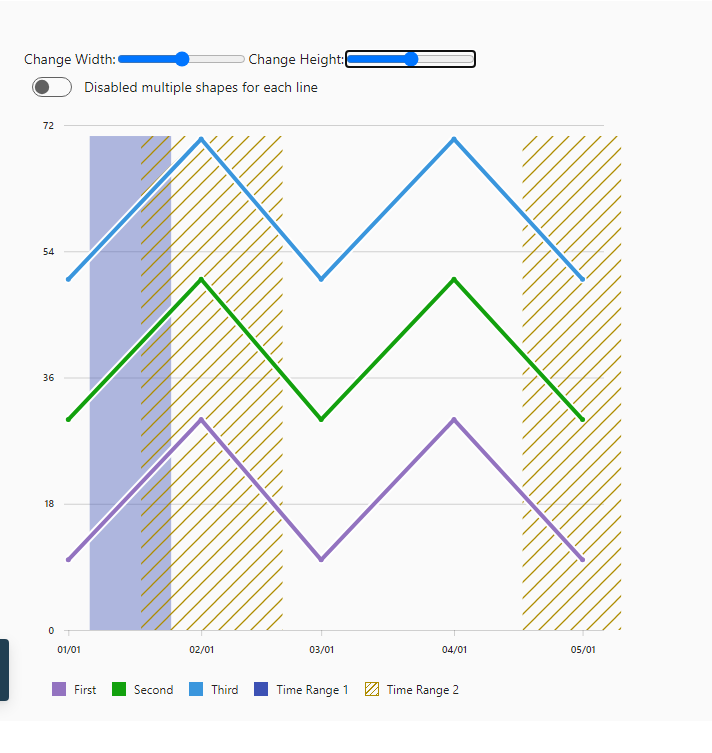 Change Width: Change Height:
Disabled multiple shapes for each line
72
54
36
18
0
01/01 02/01 03/01 04/01 05/01
First Second Third Time Range 1 Time Range 2